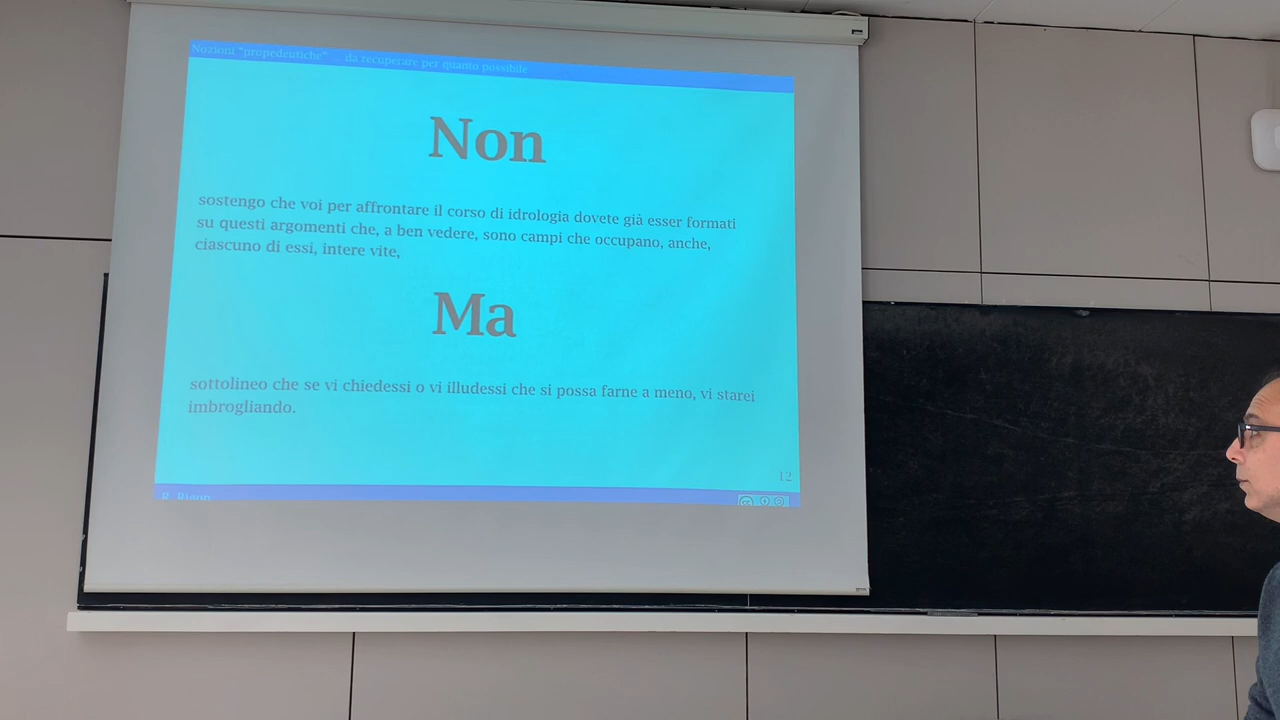 Nozioni "propedeutiche" ... da recuperare per quanto possibile
Non
sostengo che voi per affrontare il corso di idrologia dovete già esser formati
su questi argomenti che, a ben vedere, sono campi che occupano, anche,
ciascuno di essi, intere vite,
Ma
sottolineo che se vi chiedessi o vi illudessi che si possa farne a meno, vi starei
imbrogliando.
12
R. Rigon